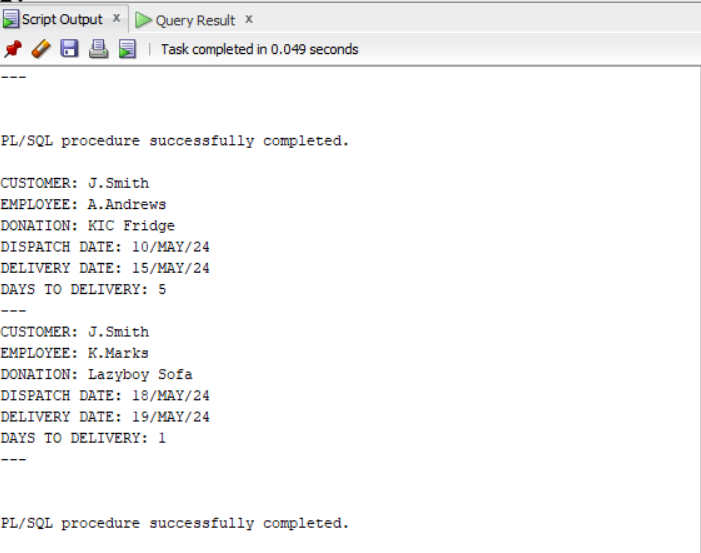 Script Output x Query Result x
Task completed in 0.049 seconds
---
PL/SQL procedure successfully completed.
CUSTOMER: J.Smith
EMPLOYEE: A.Andrews
DONATION: KIC Fridge
DISPATCH DATE: 10/MAY/24
DELIVERY DATE: 15/MAY/24
DAYS TO DELIVERY: 5
---
CUSTOMER: J.Smith
EMPLOYEE: K.Marks
DONATION: Lazyboy Sofa
DISPATCH DATE: 18/MAY/24
DELIVERY DATE: 19/MAY/24
DAYS TO DELIVERY: 1
---
PL/SQL procedure successfully completed.